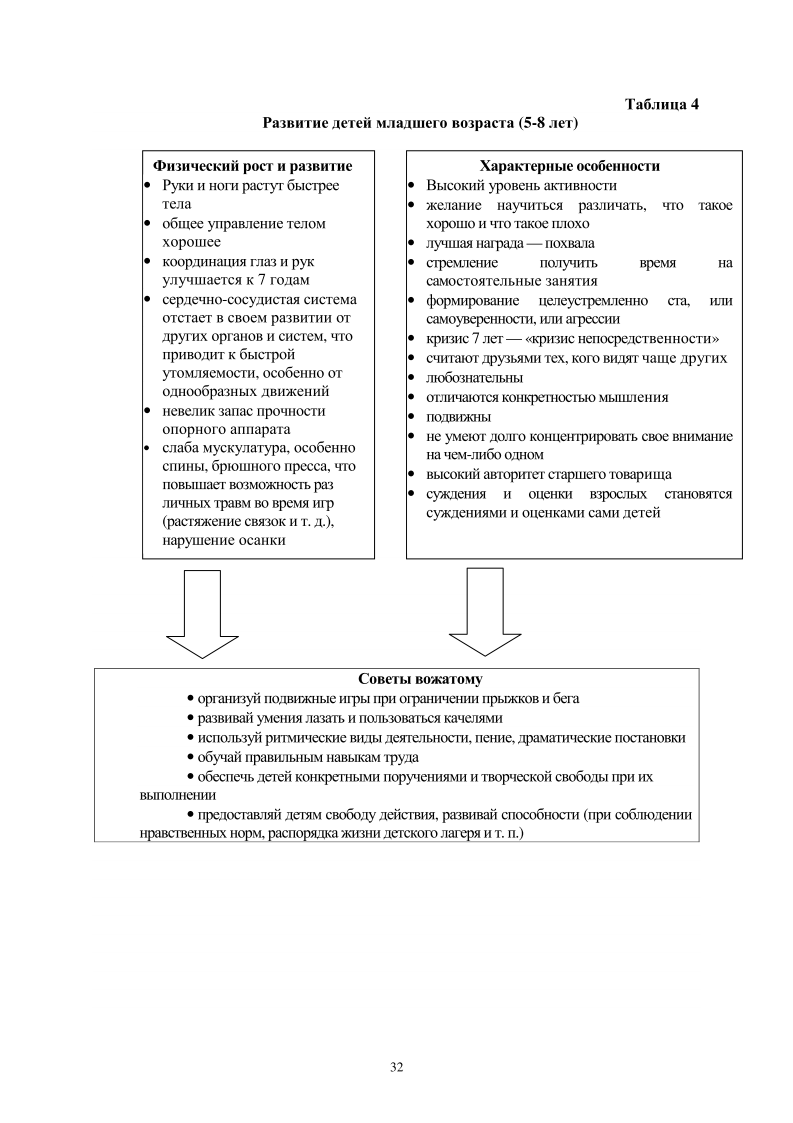 Таблица 4
Развитие детей младшего возраста (5-8 лет)
Физический рост и развитие
• Руки и ноги растут быстрее
тела
• общее управление телом
хорошее
• координация глаз и рук
улучшается к 7 годам
• сердечно-сосудистая система
отстает в своем развитии от
других органов и систем, что
приводит к быстрой
утомляемости, особенно от
однообразных движений
• невелик запас прочности
опорного аппарата
• слаба мускулатура, особенно
спины, брюшного пресса, что
повышает возможность раз
личных травм во время игр
(растяжение связок и т. д.),
нарушение осанки
Характерные особенности
• Высокий уровень активности
• желание научиться различать, что такое
хорошо и что такое плохо
• лучшая награда — похвала
• стремление получить время на
самостоятельные занятия
• формирование целеустремленно ста, или
самоуверенности, или агрессии
• кризис 7 лет — «кризис непосредственности»
• считают друзьями тех, кого видят чаще других
• любознательны
• отличаются конкретностью мышления
• подвижны
• не умеют долго концентрировать свое внимание
на чем-либо одном
• высокий авторитет старшего товарища
• суждения и оценки взрослых становятся
суждениями и оценками сами детей
Советы вожатому
• организуй подвижные игры при ограничении прыжков и бега
• развивай умения лазать и пользоваться качелями
• используй ритмические виды деятельности, пение, драматические постановки
• обучай правильным навыкам труда
• обеспечь детей конкретными поручениями и творческой свободы при их
выполнении
• предоставляй детям свободу действия, развивай способности (при соблюдении
нравственных норм, распорядка жизни детского лагеря и т. п.)
32